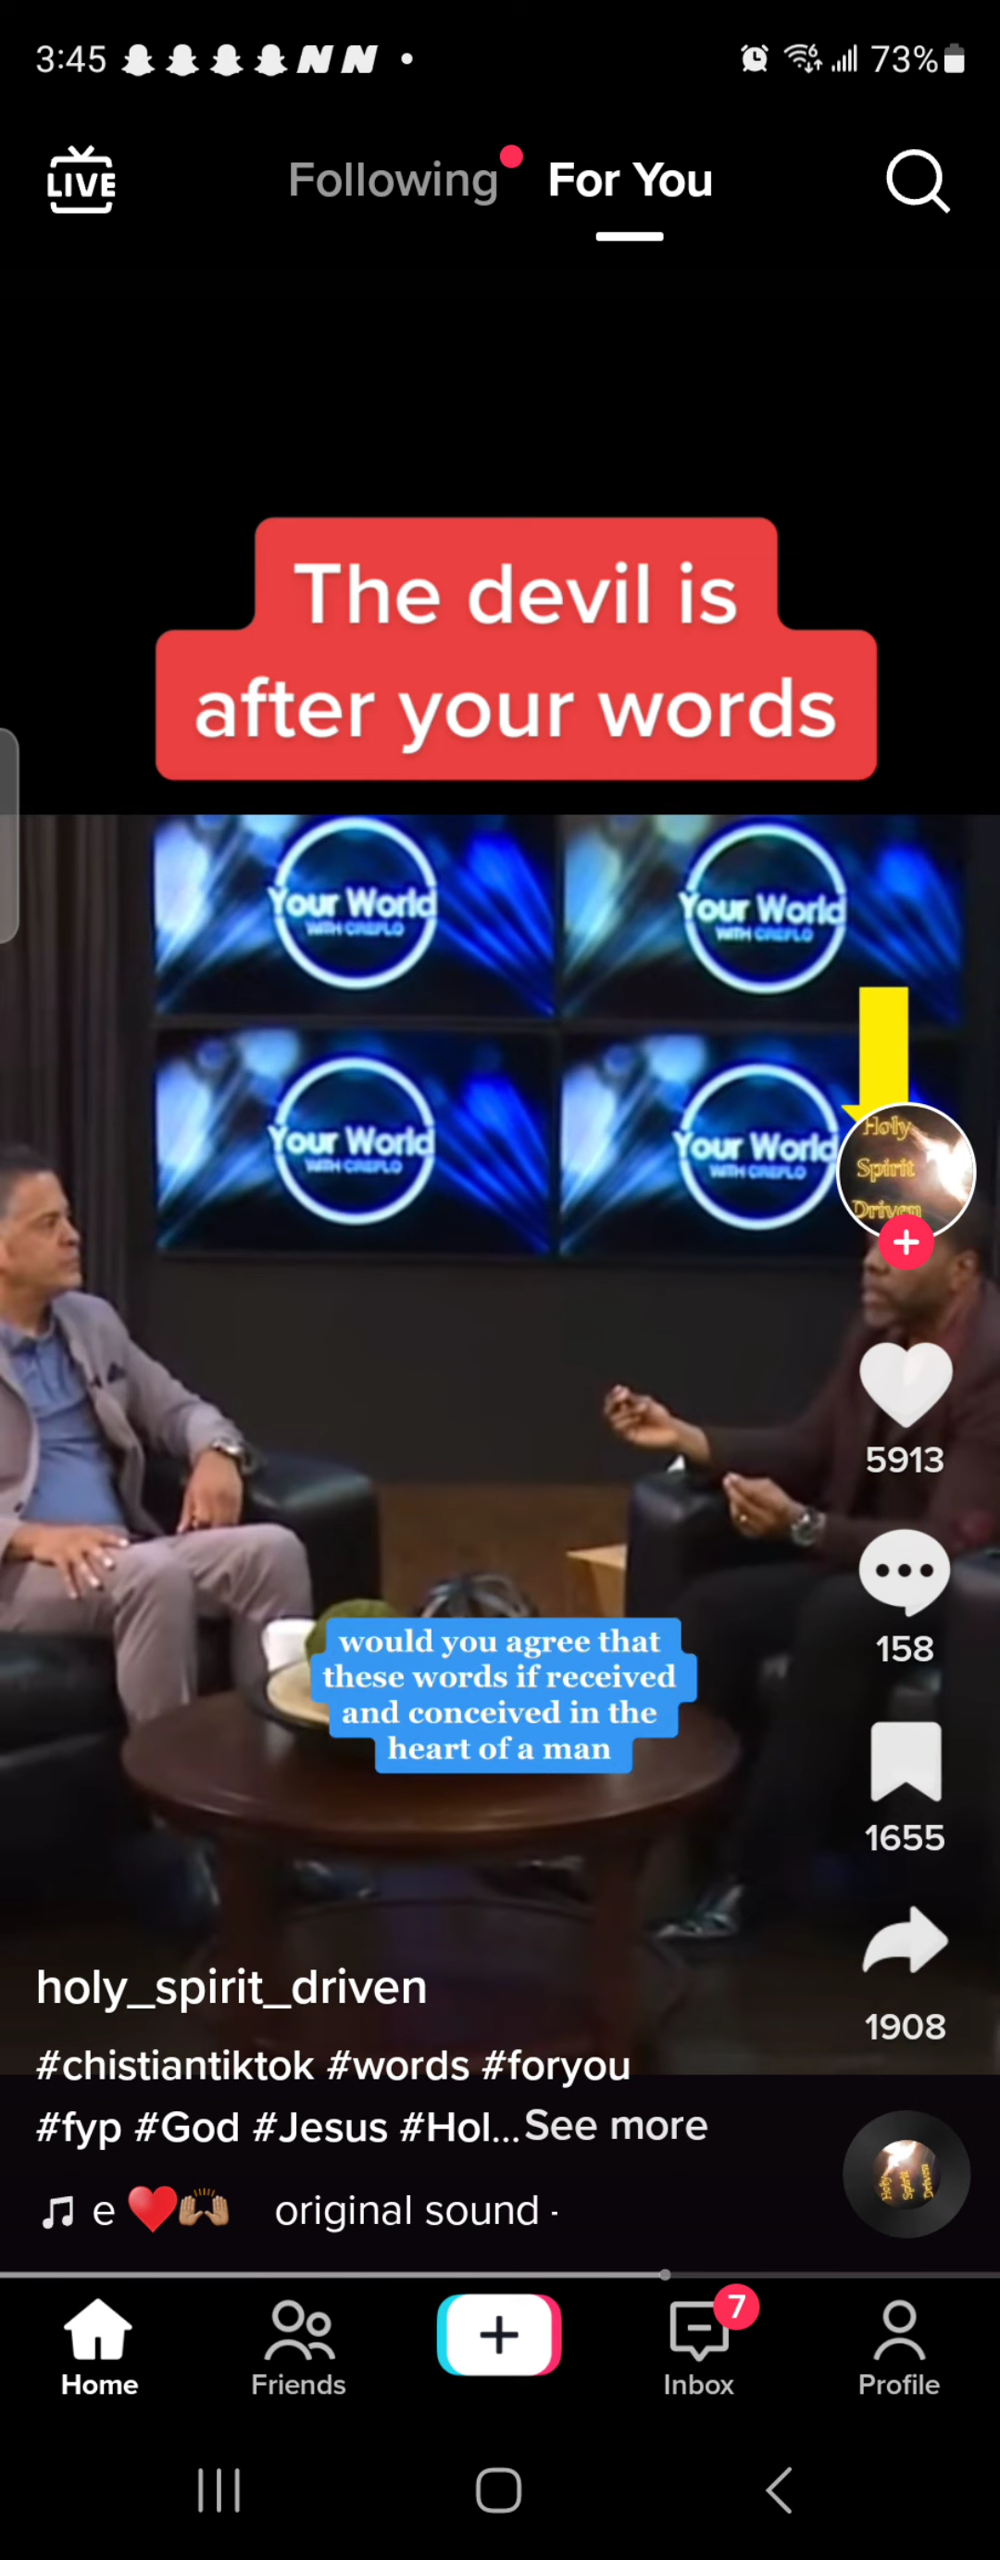 3:45
73%
LIVE
Following
For You
The devil is
after your words
Your World
WITH CREFLO
Your World
WITH CREFLO
Your World
WITH CREFLO
Your World
WITH CREFLO
Holy
Spirit
Driven
5913
158
would you agree that
these words if received
and conceived in the
heart of a man
1655
1908
holy_spirit_driven
#chistiantiktok #words #foryou
#fyp #God #Jesus #Hol...See more
e ❤️🙌🏽 original sound -
Holy
Spirit
Driven
7
Home
Friends
Inbox
Profile